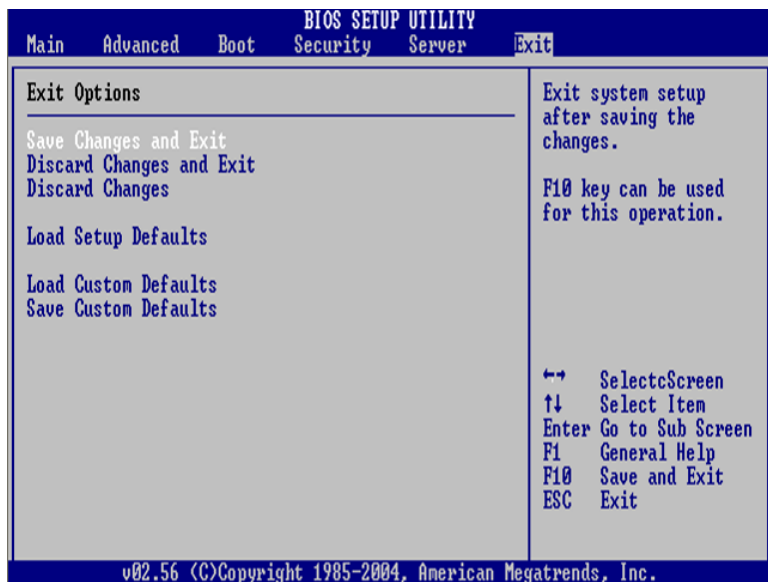 BIOS SETUP UTILITY
Main Advanced Boot Security Server Exit
Exit Options
Save Changes and Exit
Discard Changes and Exit
Discard Changes
Load Setup Defaults
Load Custom Defaults
Save Custom Defaults
Exit system setup
after saving the
changes.
F10 key can be used
for this operation.
←→ SelectcScreen
↑↓ Select Item
Enter Go to Sub Screen
F1 General Help
F10 Save and Exit
ESC Exit
v02.56 (C)Copyright 1985-2004, American Megatrends, Inc.